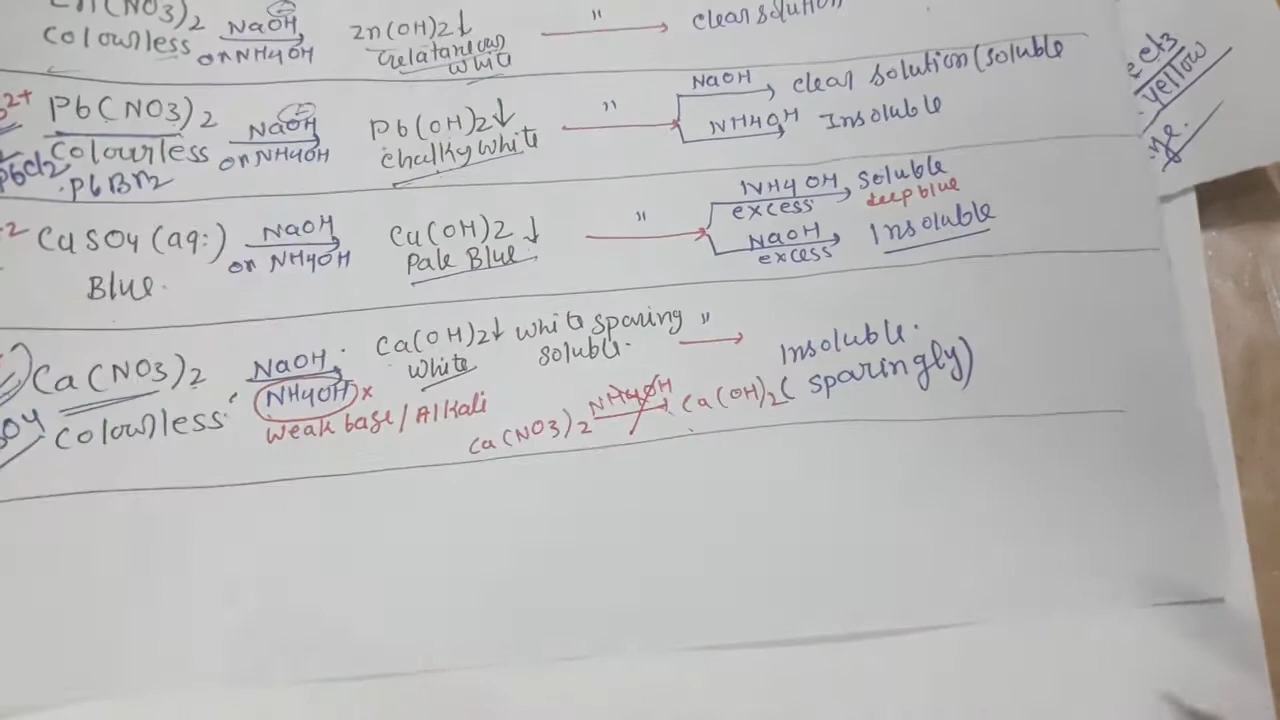 (NO3)2 NaOH Zn(OH)2↓ " clear solution
colourless or NH4OH Gelataneous
white
2+ Pb(NO3)2 NaOH Pb(OH)2↓ " NaOH clear solution (soluble
colourless or NH4OH chalky white NH4OH Insoluble
PbCl2, PbBr2
CuSO4 (aq:) NaOH Cu(OH)2↓ " NH4OH excess soluble
deep blue
Blue. or NH4OH Pale Blue. NaOH excess Insoluble
Ca(NO3)2 NaOH. Ca(OH)2↓ white sparing " insoluble.
colourless NH4OH x white soluble. (sparingly)
weak base/Alkali Ca(NO3)2 NH4OH Ca(OH)2
yellow